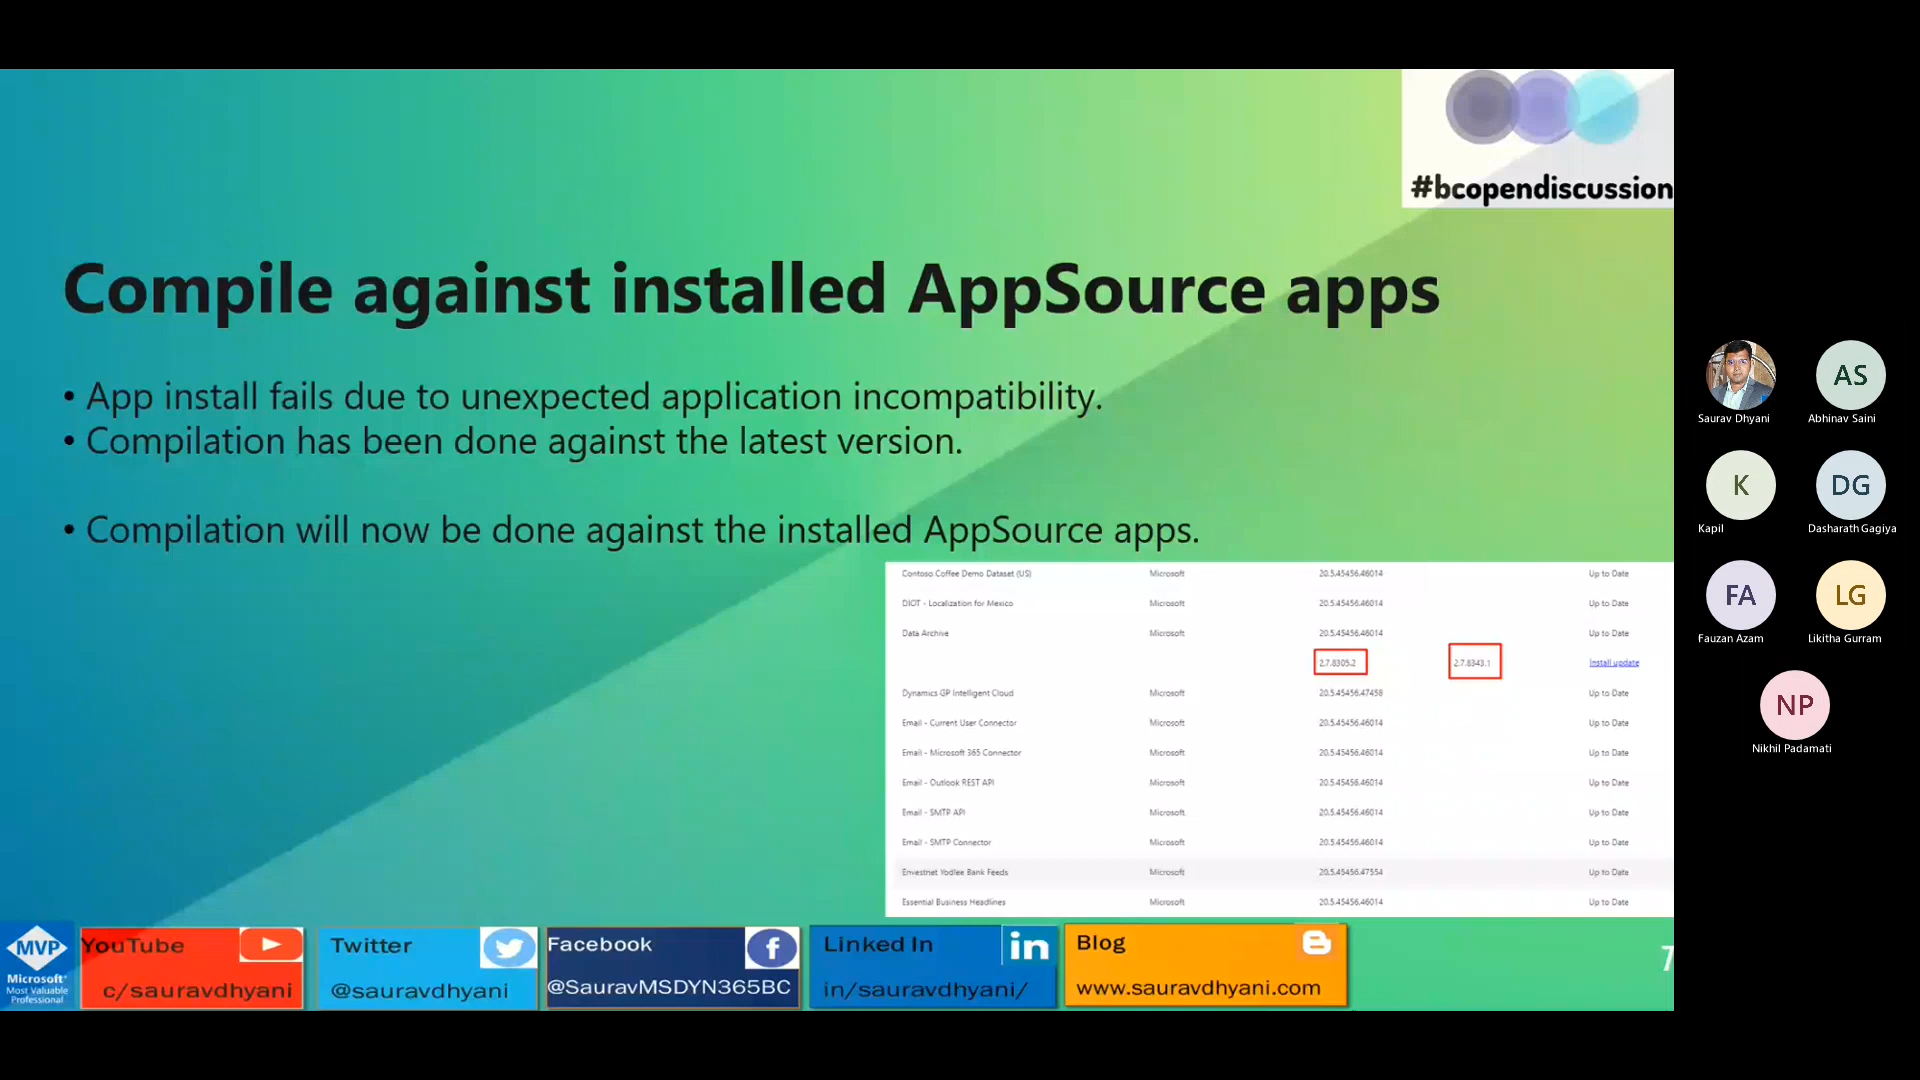 #bcopendiscussion
Compile against installed AppSource apps
• App install fails due to unexpected application incompatibility.
• Compilation has been done against the latest version.
• Compilation will now be done against the installed AppSource apps.
Contoso Coffee Demo Dataset (US) Microsoft 20.5.45456.46014 Up to Date
DIOT - Localization for Mexico Microsoft 20.5.45456.46014 Up to Date
Data Archive Microsoft 20.5.45456.46014 Up to Date
2.7.8305.2 2.7.8343.1 Install update
Dynamics GP Intelligent Cloud Microsoft 20.5.45456.47458 Up to Date
Email - Current User Connector Microsoft 20.5.45456.46014 Up to Date
Email - Microsoft 365 Connector Microsoft 20.5.45456.46014 Up to Date
Email - Outlook REST API Microsoft 20.5.45456.46014 Up to Date
Email - SMTP API Microsoft 20.5.45456.46014 Up to Date
Email - SMTP Connector Microsoft 20.5.45456.46014 Up to Date
Envestnet Yodlee Bank Feeds Microsoft 20.5.45456.47554 Up to Date
Essential Business Headlines Microsoft 20.5.45456.46014 Up to Date
MVP
Microsoft®
Most Valuable
Professional
YouTube
c/sauravdhyani
Twitter
@sauravdhyani
Facebook
f
@SauravMSDYN365BC
Linked In
in
in/sauravdhyani/
Blog
www.sauravdhyani.com
7
Saurav Dhyani
AS
Abhinav Saini
K
Kapil
DG
Dasharath Gagiya
FA
Fauzan Azam
LG
Likitha Gurram
NP
Nikhil Padamati